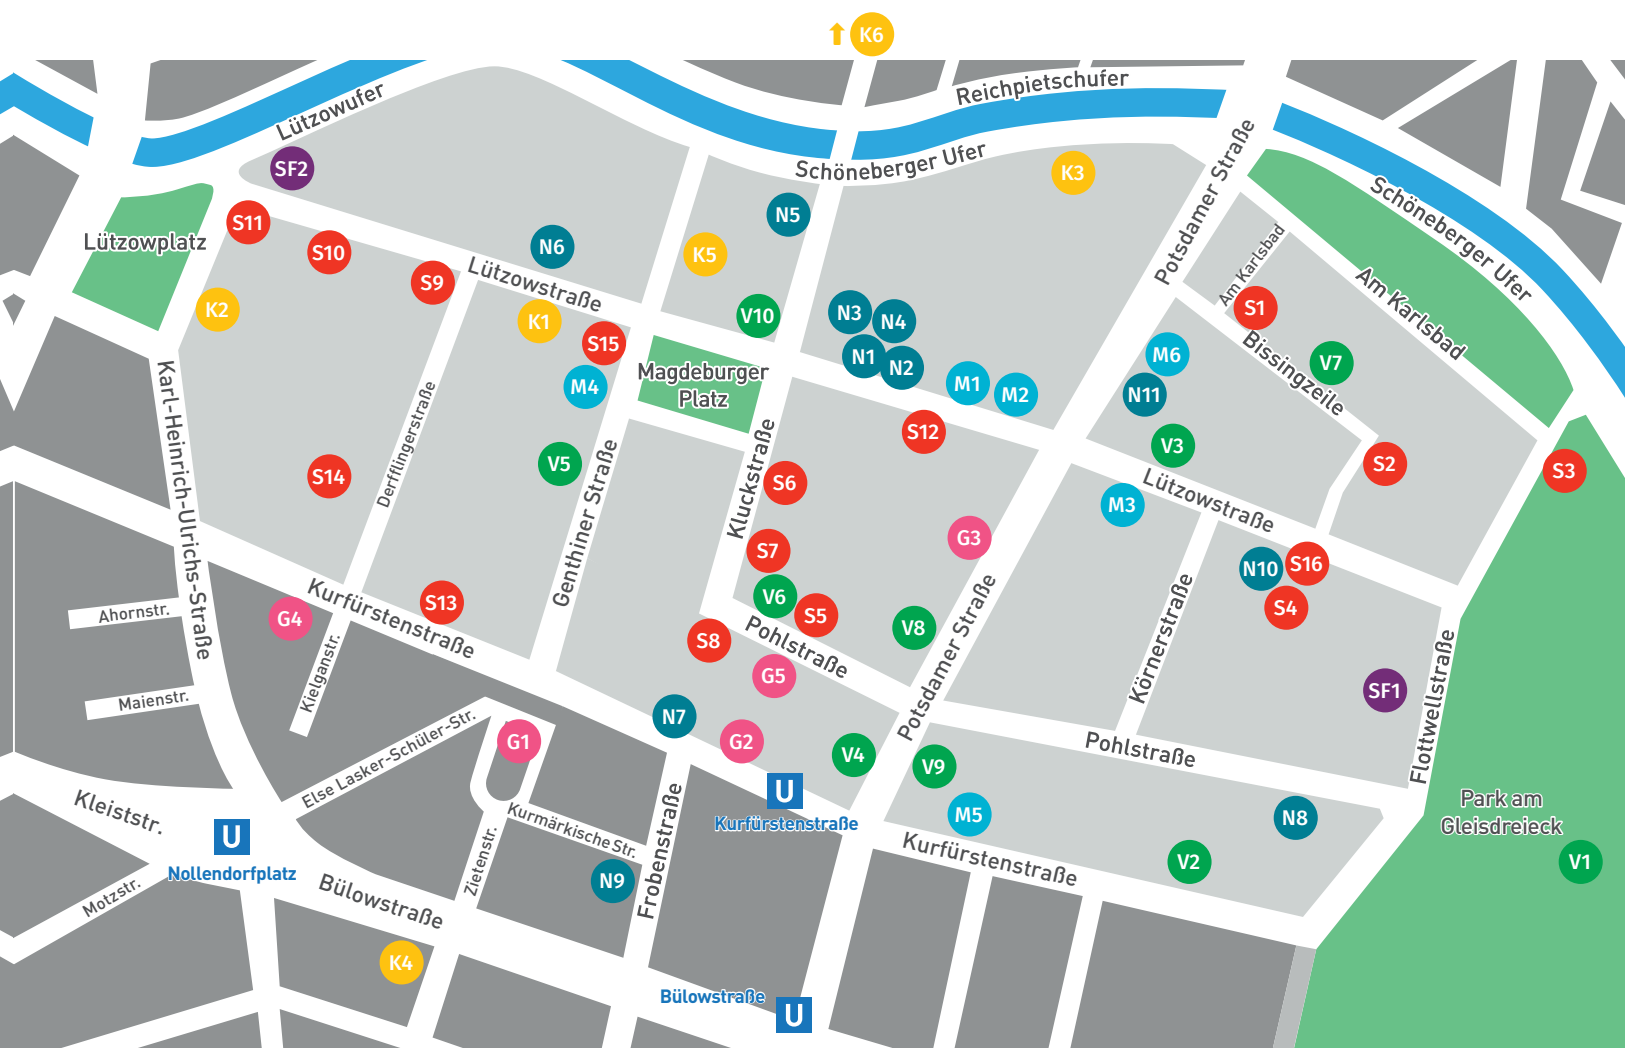 K6
Reichpietschufer
Lützowufer
Schöneberger Ufer
K3
SF2
Potsdamer Straße
Schöneberger Ufer
S11
N5
Lützowplatz
S10
N6
K5
Am Karlsbad
S9
Lützowstraße
Am Karlsbad
K2
K1
V10
N3
N4
S1
S15
N1
N2
M6
Bissingzeile
V7
M4
Magdeburger
Platz
M1
M2
N11
Karl-Heinrich-Ulrichs-Straße
Derfflingerstraße
S12
V3
V5
Genthiner Straße
Kluckstraße
S6
S2
S3
S14
Lützowstraße
M3
G3
S7
N10
S16
V6
S5
S4
S13
Kurfürstenstraße
G4
Ahornstr.
S8
Pohlstraße
V8
Potsdamer Straße
Körnerstraße
Kielganstr.
G5
SF1
Flottwellstraße
Maienstr.
N7
Else Lasker-Schüler-Str.
G1
G2
V4
V9
Pohlstraße
U
Kurfürstenstraße
Kleiststr.
U
Nollendorfplatz
Kurmärkische Str.
Zietenstr.
Frobenstraße
M5
N8
Park am
Gleisdreieck
Kurfürstenstraße
V2
V1
Motzstr.
Bülowstraße
N9
K4
Bülowstraße
U